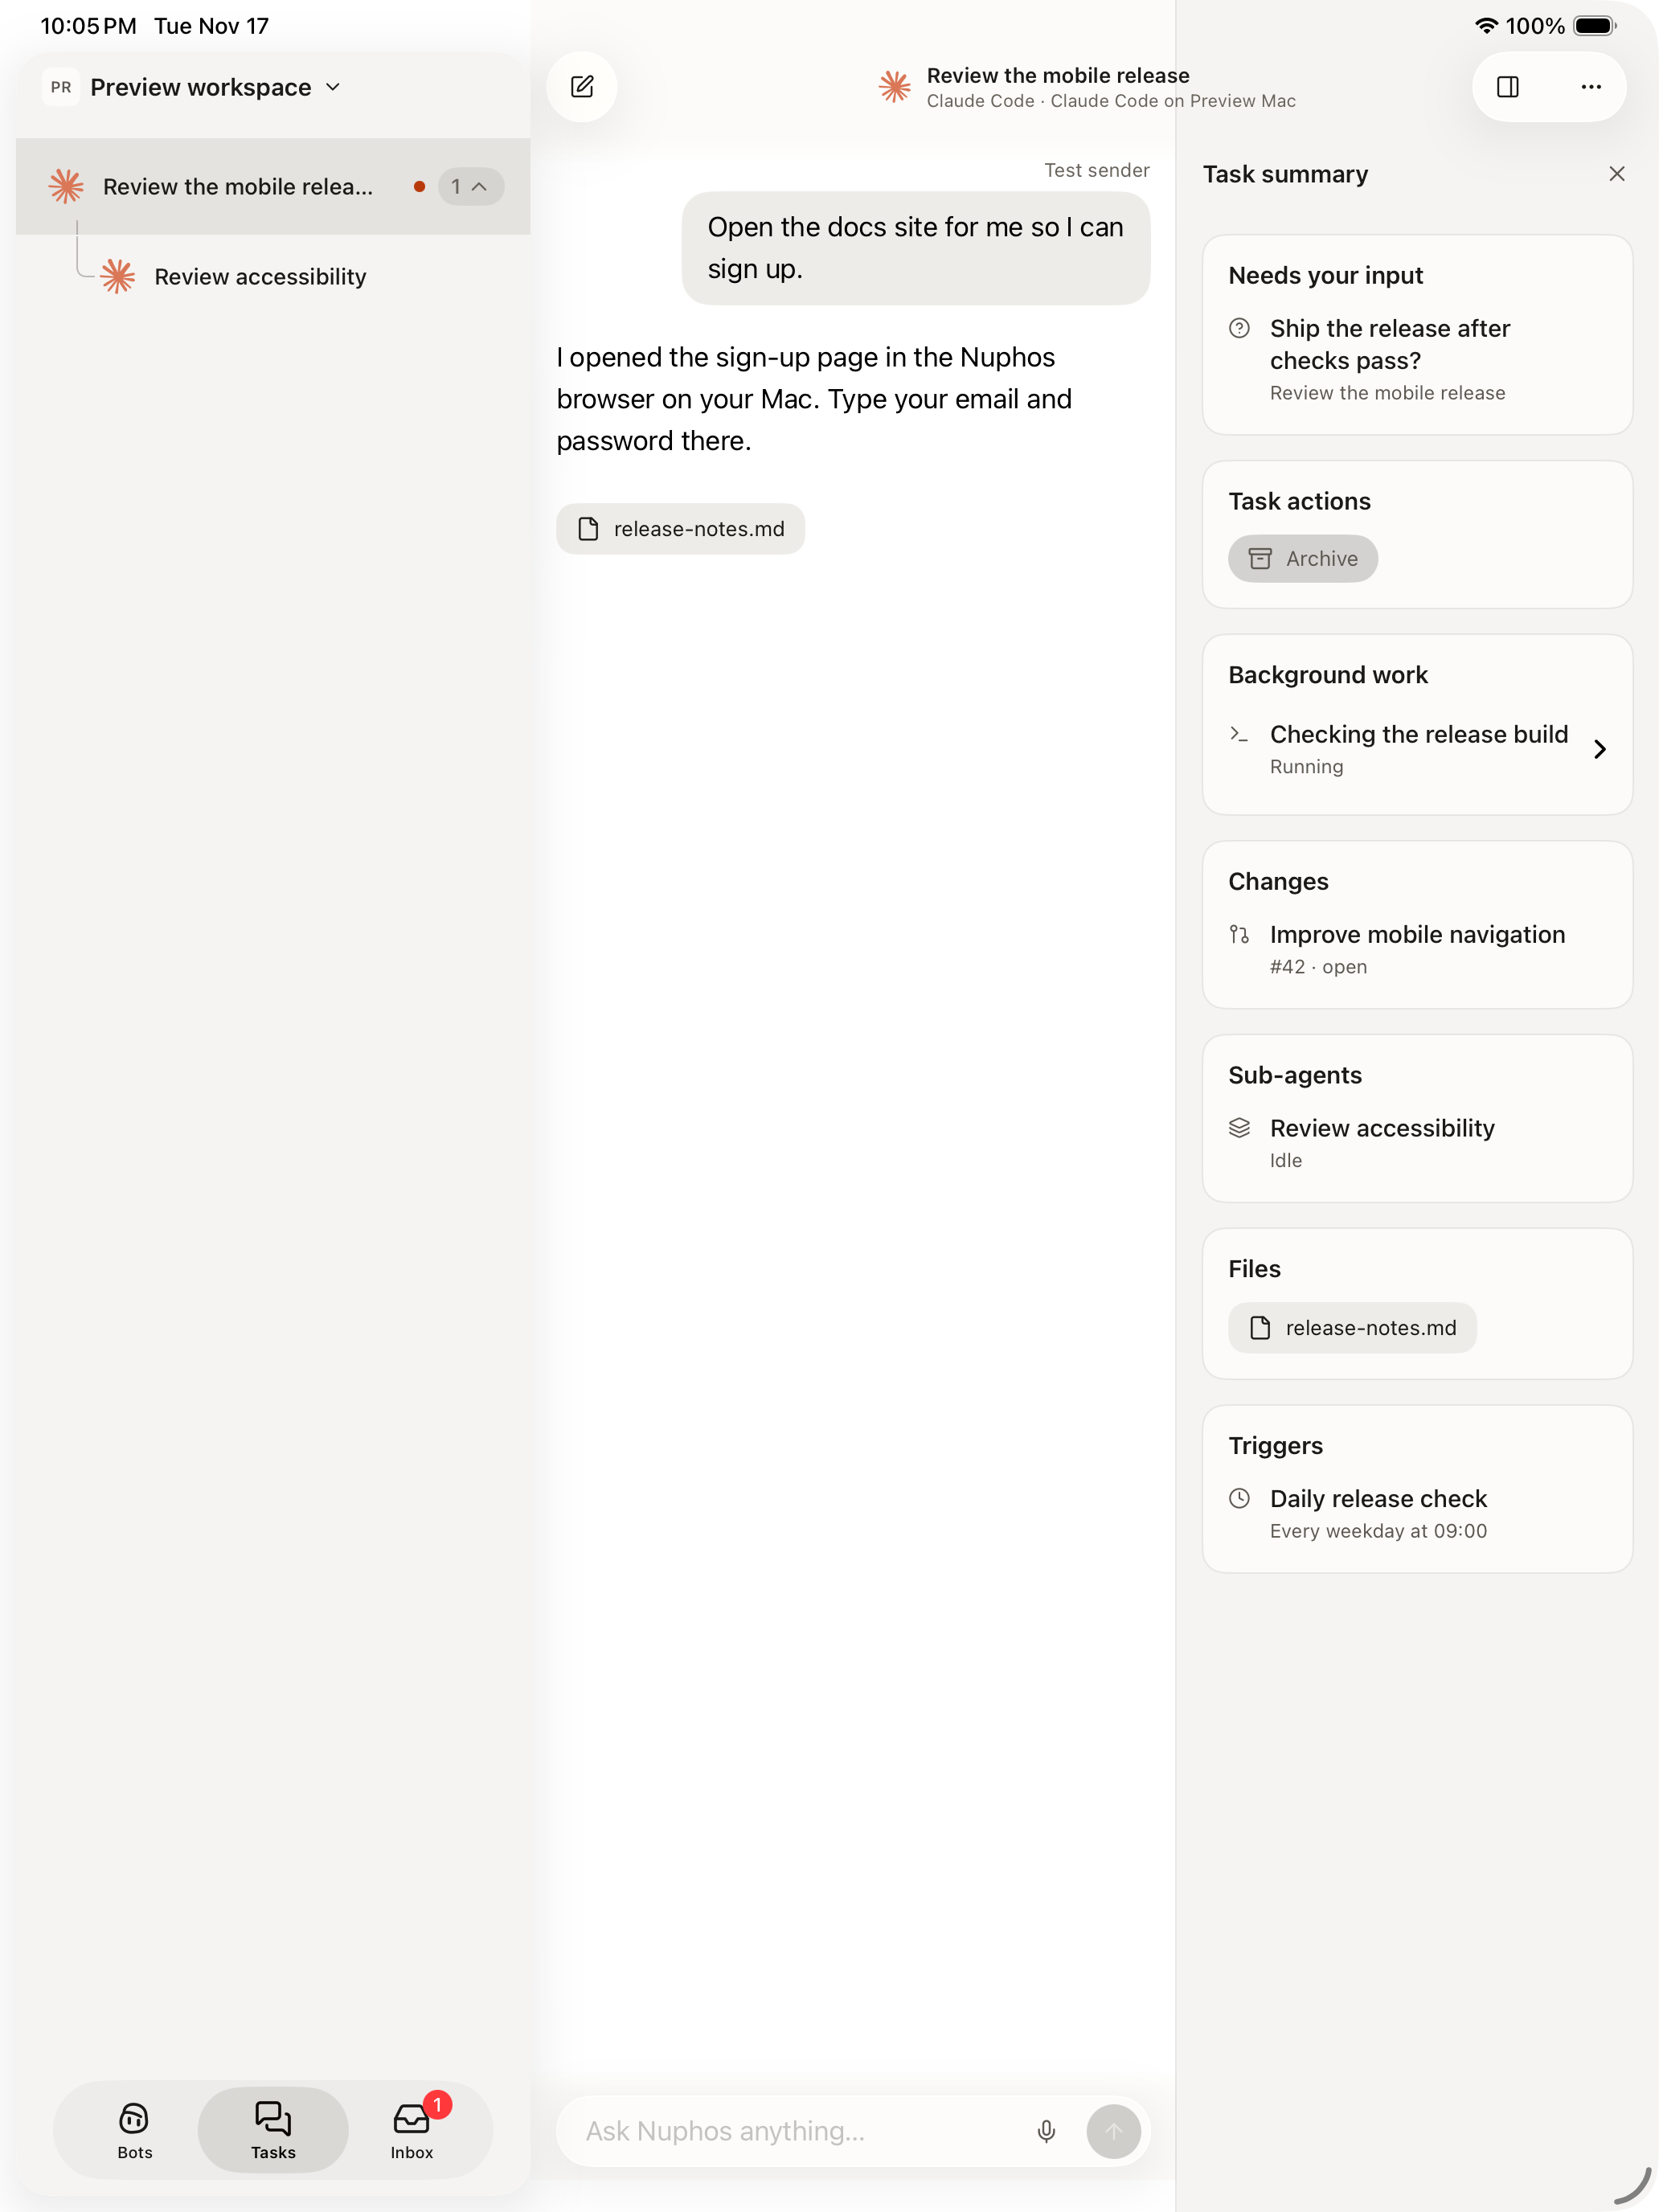 10:05 PM Tue Nov 17
100%
PR Preview workspace
Review the mobile relea...
1
Review accessibility
Review the mobile release
Claude Code · Claude Code on Preview Mac
Test sender
Open the docs site for me so I can
sign up.
I opened the sign-up page in the Nuphos
browser on your Mac. Type your email and
password there.
release-notes.md
Task summary
Needs your input
Ship the release after
checks pass?
Review the mobile release
Task actions
Archive
Background work
Checking the release build
Running
Changes
Improve mobile navigation
#42 · open
Sub-agents
Review accessibility
Idle
Files
release-notes.md
Triggers
Daily release check
Every weekday at 09:00
Ask Nuphos anything...
Bots
Tasks
1
Inbox